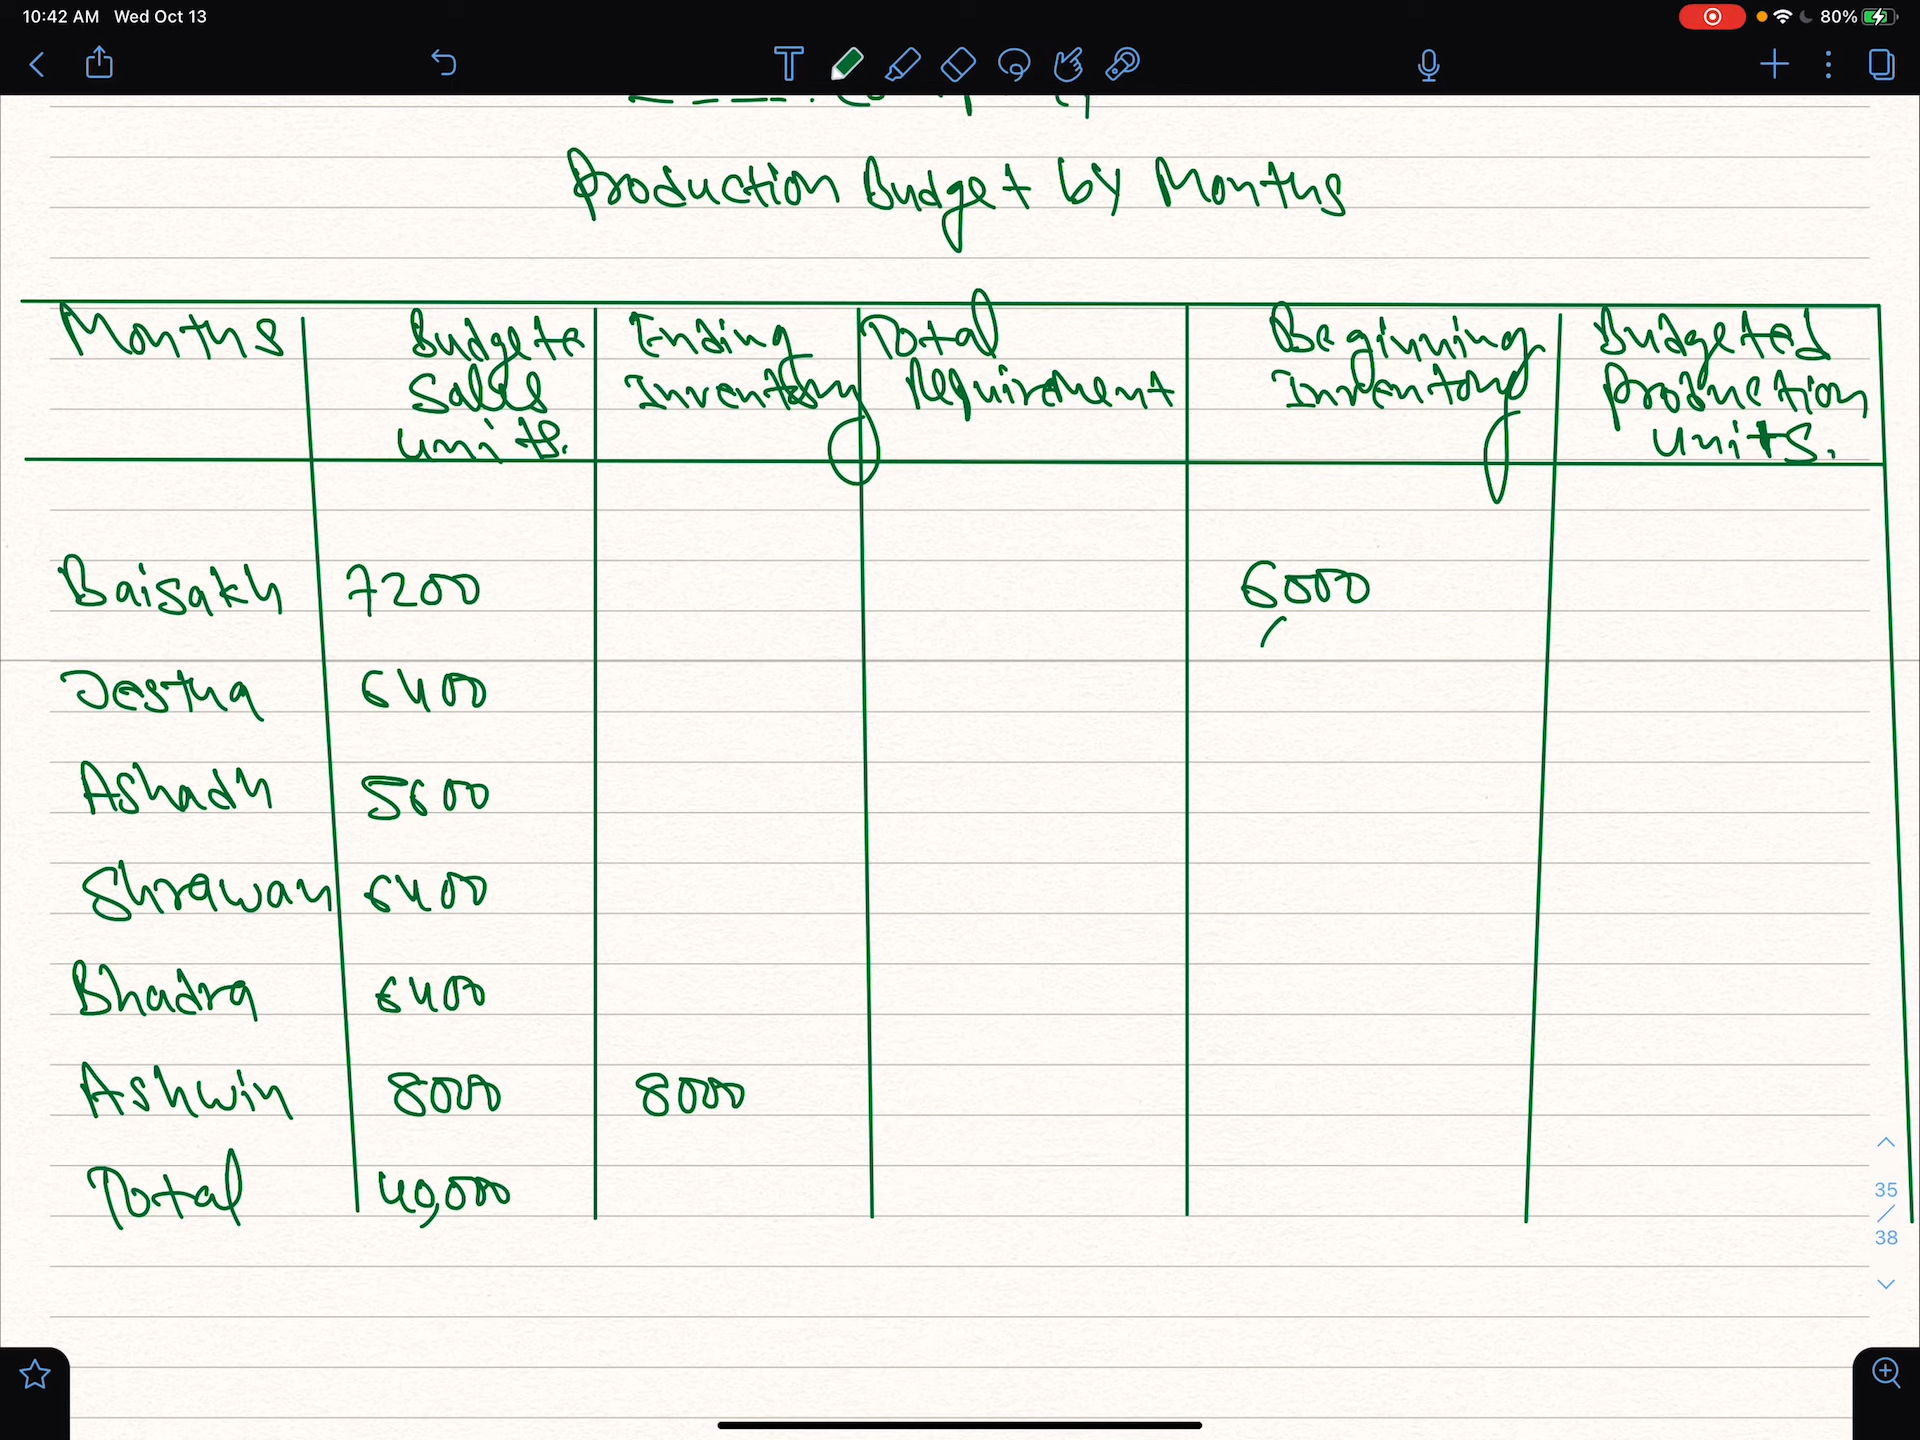 10:42 AM Wed Oct 13
80%
Production Budget by Months
Months Budgete Ending Total Beginning Budgeted
Sales Inventory Requirement Inventory Production
units. units.
Baisakh 7200 6000
Jestha 6400
Ashadh 5600
Shrawan 6400
Bhadra 6400
Ashwin 8000 8000
Total 40,000
35
/
38